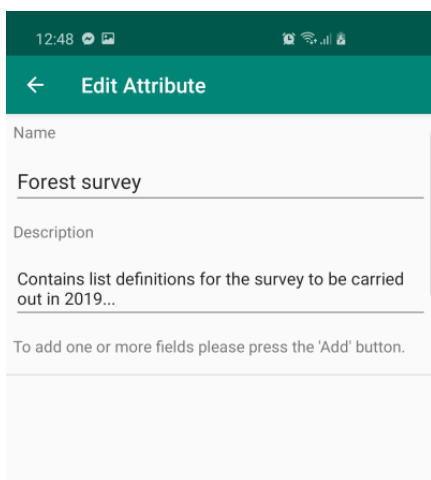 12:48
Edit Attribute
Name
Forest survey
Description
Contains list definitions for the survey to be carried
out in 2019...
To add one or more fields please press the 'Add' button.